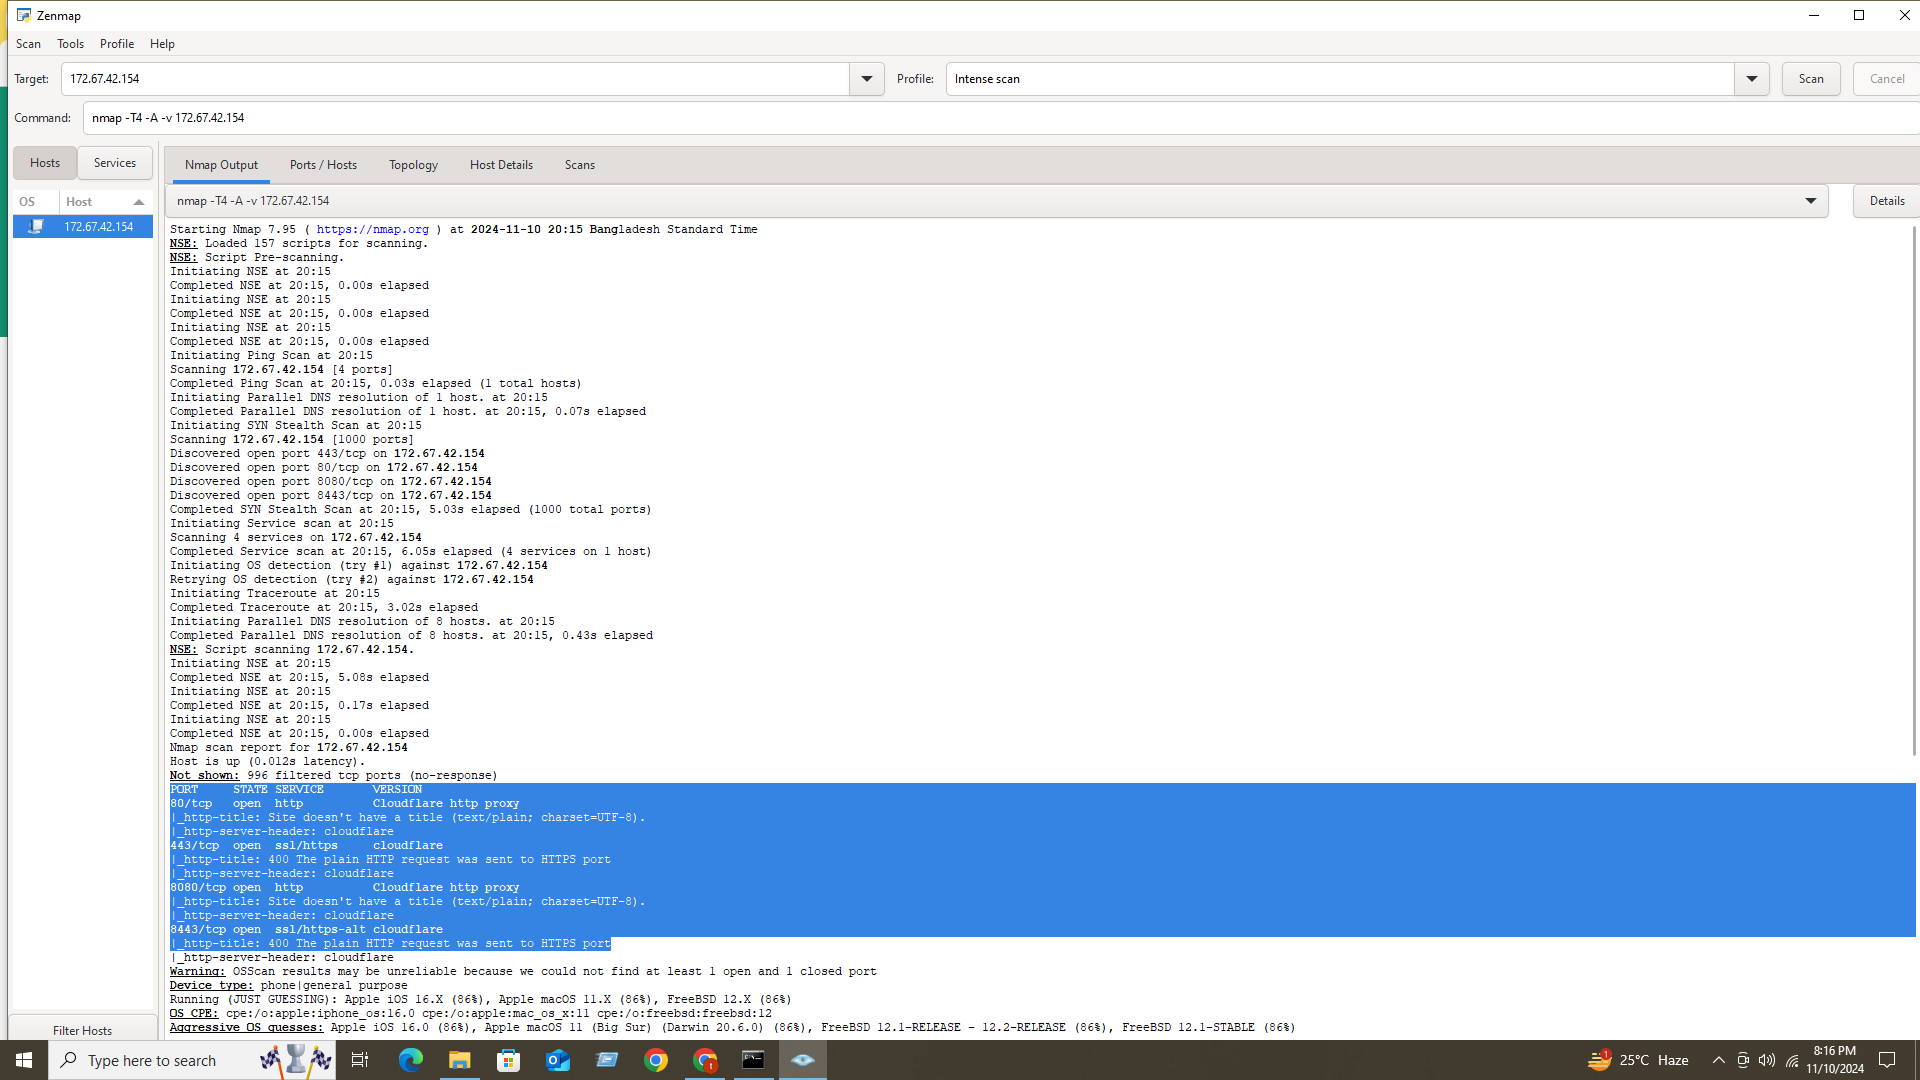 Zenmap
Scan Tools Profile Help
Target: 172.67.42.154 Profile: Intense scan Scan Cancel
Command: nmap -T4 -A -v 172.67.42.154
Hosts Services
OS Host
172.67.42.154
Nmap Output Ports / Hosts Topology Host Details Scans
nmap -T4 -A -v 172.67.42.154 Details
Starting Nmap 7.95 ( https://nmap.org ) at 2024-11-10 20:15 Bangladesh Standard Time
NSE: Loaded 157 scripts for scanning.
NSE: Script Pre-scanning.
Initiating NSE at 20:15
Completed NSE at 20:15, 0.00s elapsed
Initiating NSE at 20:15
Completed NSE at 20:15, 0.00s elapsed
Initiating NSE at 20:15
Completed NSE at 20:15, 0.00s elapsed
Initiating Ping Scan at 20:15
Scanning 172.67.42.154 [4 ports]
Completed Ping Scan at 20:15, 0.03s elapsed (1 total hosts)
Initiating Parallel DNS resolution of 1 host. at 20:15
Completed Parallel DNS resolution of 1 host. at 20:15, 0.07s elapsed
Initiating SYN Stealth Scan at 20:15
Scanning 172.67.42.154 [1000 ports]
Discovered open port 443/tcp on 172.67.42.154
Discovered open port 80/tcp on 172.67.42.154
Discovered open port 8080/tcp on 172.67.42.154
Discovered open port 8443/tcp on 172.67.42.154
Completed SYN Stealth Scan at 20:15, 5.03s elapsed (1000 total ports)
Initiating Service scan at 20:15
Scanning 4 services on 172.67.42.154
Completed Service scan at 20:15, 6.05s elapsed (4 services on 1 host)
Initiating OS detection (try #1) against 172.67.42.154
Retrying OS detection (try #2) against 172.67.42.154
Initiating Traceroute at 20:15
Completed Traceroute at 20:15, 3.02s elapsed
Initiating Parallel DNS resolution of 8 hosts. at 20:15
Completed Parallel DNS resolution of 8 hosts. at 20:15, 0.43s elapsed
NSE: Script scanning 172.67.42.154.
Initiating NSE at 20:15
Completed NSE at 20:15, 5.08s elapsed
Initiating NSE at 20:15
Completed NSE at 20:15, 0.17s elapsed
Initiating NSE at 20:15
Completed NSE at 20:15, 0.00s elapsed
Nmap scan report for 172.67.42.154
Host is up (0.012s latency).
Not shown: 996 filtered tcp ports (no-response)
PORT STATE SERVICE VERSION
80/tcp open http Cloudflare http proxy
|_http-title: Site doesn't have a title (text/plain; charset=UTF-8).
|_http-server-header: cloudflare
443/tcp open ssl/https cloudflare
|_http-title: 400 The plain HTTP request was sent to HTTPS port
|_http-server-header: cloudflare
8080/tcp open http Cloudflare http proxy
|_http-title: Site doesn't have a title (text/plain; charset=UTF-8).
|_http-server-header: cloudflare
8443/tcp open ssl/https-alt cloudflare
|_http-title: 400 The plain HTTP request was sent to HTTPS port
|_http-server-header: cloudflare
Warning: OSScan results may be unreliable because we could not find at least 1 open and 1 closed port
Device type: phone|general purpose
Running (JUST GUESSING): Apple iOS 16.X (86%), Apple macOS 11.X (86%), FreeBSD 12.X (86%)
OS CPE: cpe:/o:apple:iphone_os:16.0 cpe:/o:apple:mac_os_x:11 cpe:/o:freebsd:freebsd:12
Aggressive OS guesses: Apple iOS 16.0 (86%), Apple macOS 11 (Big Sur) (Darwin 20.6.0) (86%), FreeBSD 12.1-RELEASE - 12.2-RELEASE (86%), FreeBSD 12.1-STABLE (86%)
Filter Hosts
Type here to search
1
25°C Haze
8:16 PM
11/10/2024